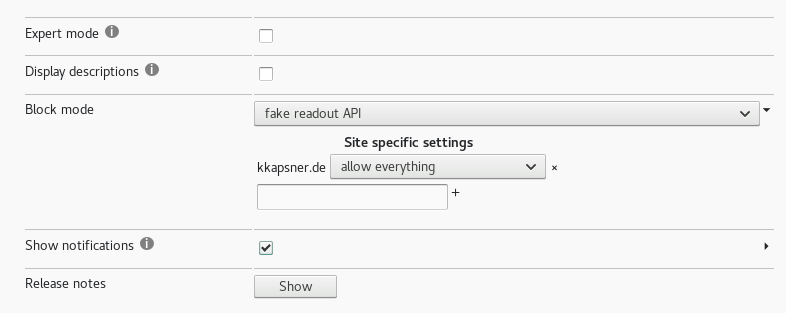 Expert mode
Display descriptions
Block mode
fake readout API
Site specific settings
kkapsner.de allow everything ×
+
Show notifications
Release notes Show